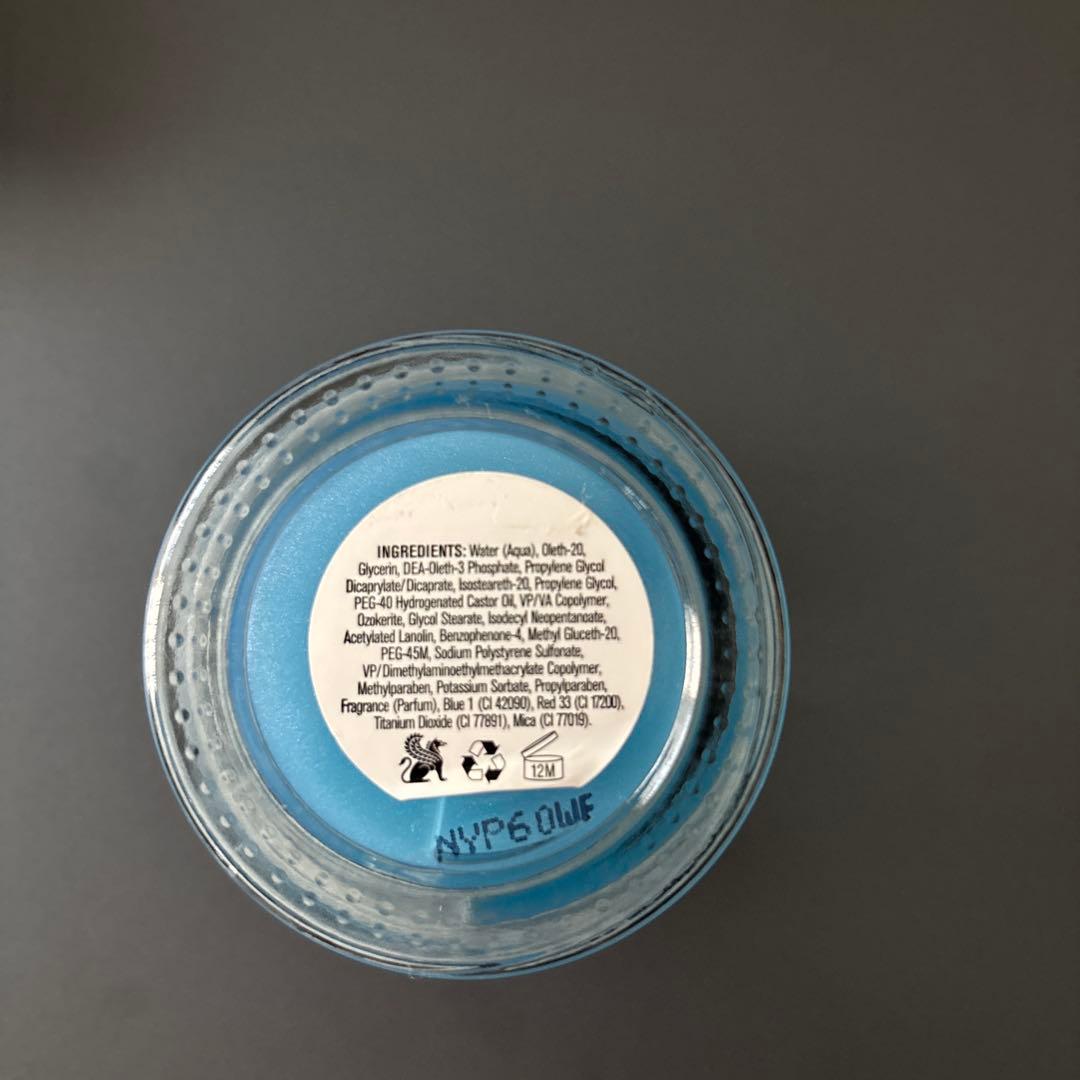 INGREDIENTS: Water (Aqua), Oleth-20,
Glycerin, DEA-Oleth-3 Phosphate, Propylene Glycol
Dicaprylate/Dicaprate, Isosteareth-20, Propylene Glycol,
PEG-40 Hydrogenated Castor Oil, VP/VA Copolymer,
Ozokerite, Glycol Stearate, Isodecyl Neopentanoate,
Acetylated Lanolin, Benzophenone-4, Methyl Gluceth-20,
PEG-45M, Sodium Polystyrene Sulfonate,
VP/Dimethylaminoethylmethacrylate Copolymer,
Methylparaben, Potassium Sorbate, Propylparaben,
Fragrance (Parfum), Blue 1 (CI 42090), Red 33 (CI 17200),
Titanium Dioxide (CI 77891), Mica (CI 77019).
12M
NYP60WF